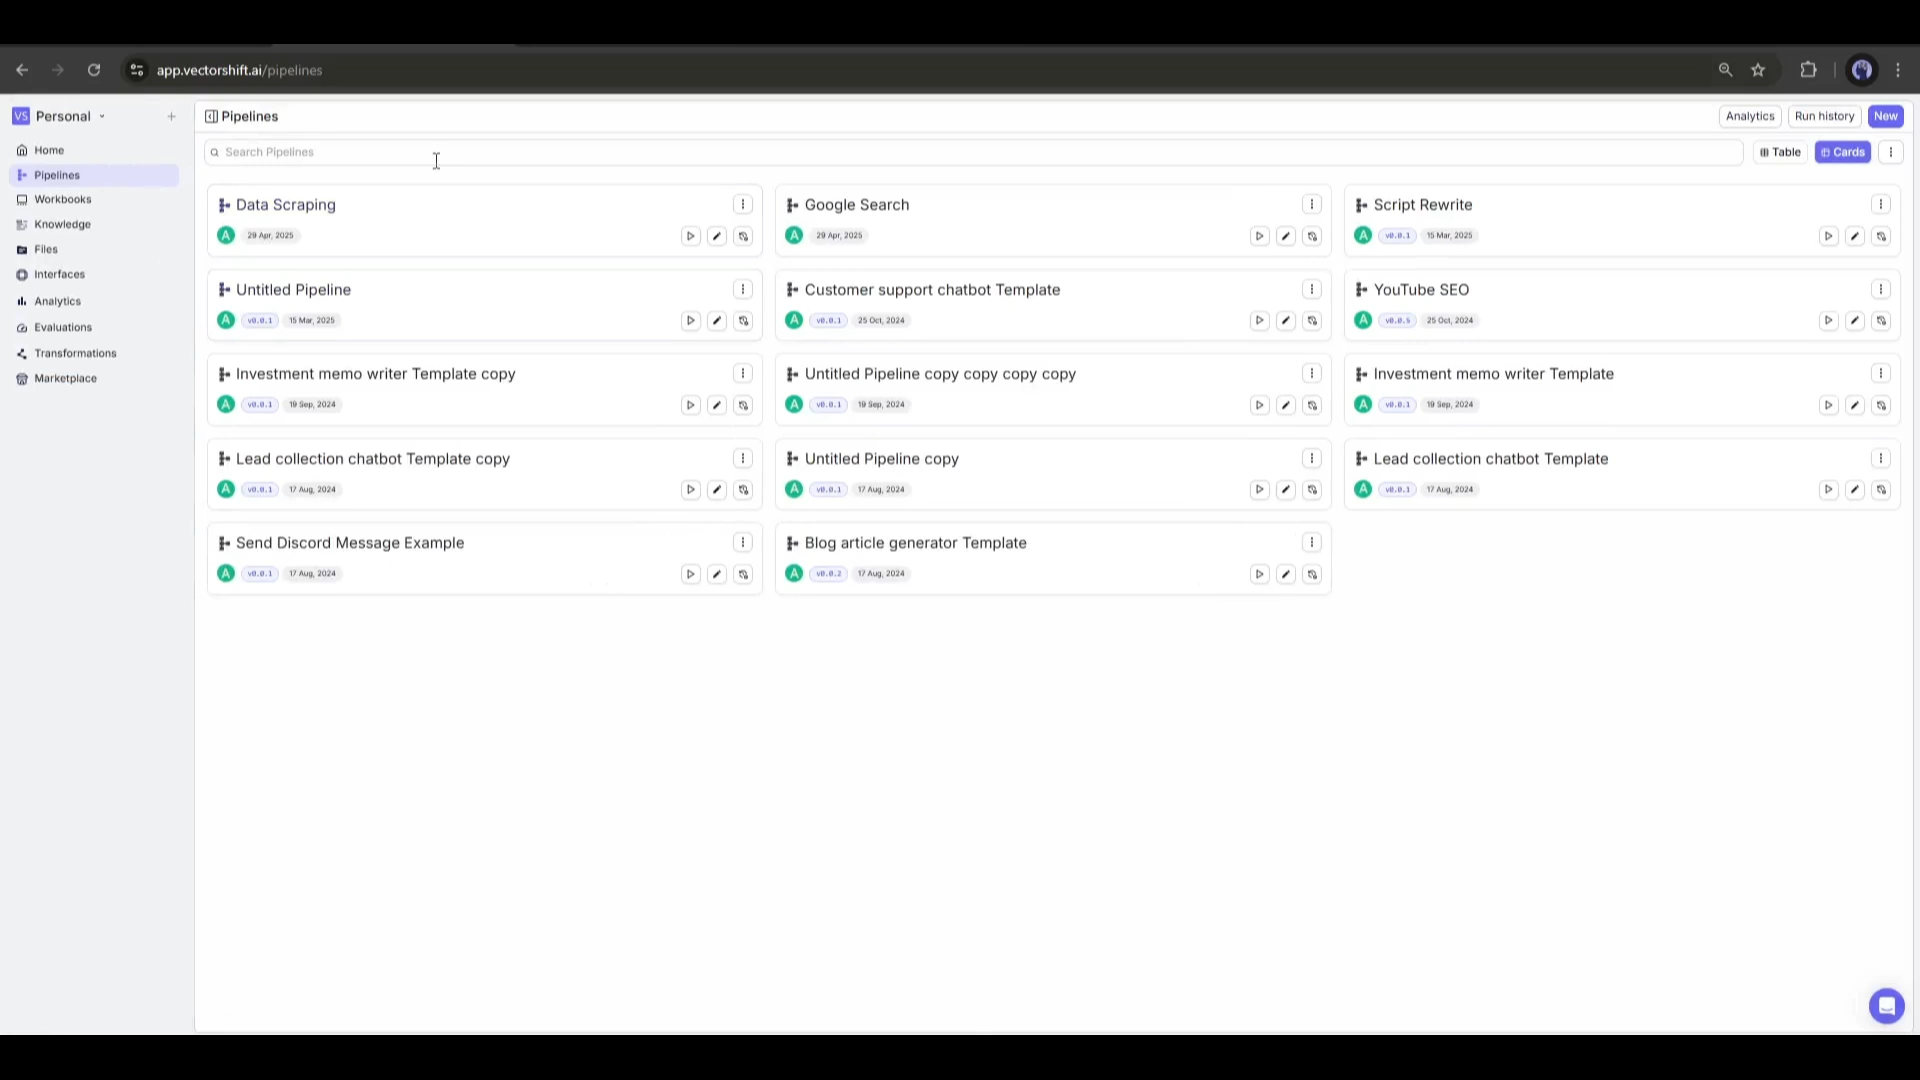 app.vectorshift.ai/pipelines
VS Personal
Pipelines
Analytics
Run history
New
Home
Pipelines
Workbooks
Knowledge
Files
Interfaces
Analytics
Evaluations
Transformations
Marketplace
Search Pipelines
Table
Cards
Data Scraping
A 29 Apr, 2025
Google Search
A 29 Apr, 2025
Script Rewrite
A v0.0.1 15 Mar, 2025
Untitled Pipeline
A v0.0.1 15 Mar, 2025
Customer support chatbot Template
A v0.0.1 25 Oct, 2024
YouTube SEO
A v0.0.5 25 Oct, 2024
Investment memo writer Template copy
A v0.0.1 19 Sep, 2024
Untitled Pipeline copy copy copy copy
A v0.0.1 19 Sep, 2024
Investment memo writer Template
A v0.0.1 19 Sep, 2024
Lead collection chatbot Template copy
A v0.0.1 17 Aug, 2024
Untitled Pipeline copy
A v0.0.1 17 Aug, 2024
Lead collection chatbot Template
A v0.0.1 17 Aug, 2024
Send Discord Message Example
A v0.0.1 17 Aug, 2024
Blog article generator Template
A v0.0.2 17 Aug, 2024